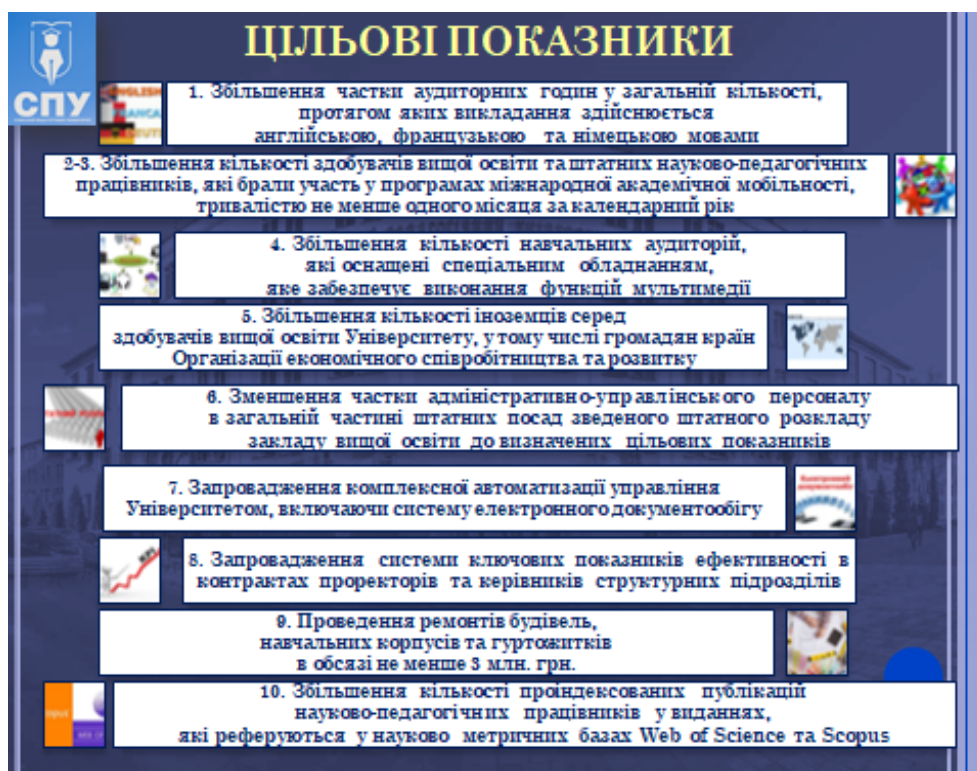 ЦІЛЬОВІ ПОКАЗНИКИ
СПУ
ENGLISH
1. Збільшення частки аудиторних годин у загальній кількості,
протягом яких викладання здійснюється
англійською, французькою та німецькою мовами
2-3. Збільшення кількості здобувачів вищої освіти та штатних науково-педагогічних
працівників, які брали участь у програмах міжнародної академічної мобільності,
тривалістю не менше одного місяця за календарний рік
4. Збільшення кількості навчальних аудиторій,
які оснащені спеціальним обладнанням,
яке забезпечує виконання функцій мультимедії
5. Збільшення кількості іноземців серед
здобувачів вищої освіти Університету, у тому числі громадян країн
Організації економічного співробітництва та розвитку
6. Зменшення частки адміністративно-управлінського персоналу
в загальній частині штатних посад зведеного штатного розкладу
закладу вищої освіти до визначених цільових показників
7. Запровадження комплексної автоматизації управління
Університетом, включаючи систему електронного документообігу
KPI
8. Запровадження системи ключових показників ефективності в
контрактах проректорів та керівників структурних підрозділів
9. Проведення ремонтів будівель,
навчальних корпусів та гуртожитків
в обсязі не менше 3 млн. грн.
10. Збільшення кількості проіндексованих публікацій
науково-педагогічних працівників у виданнях,
які реферуються у науково метричних базах Web of Science та Scopus